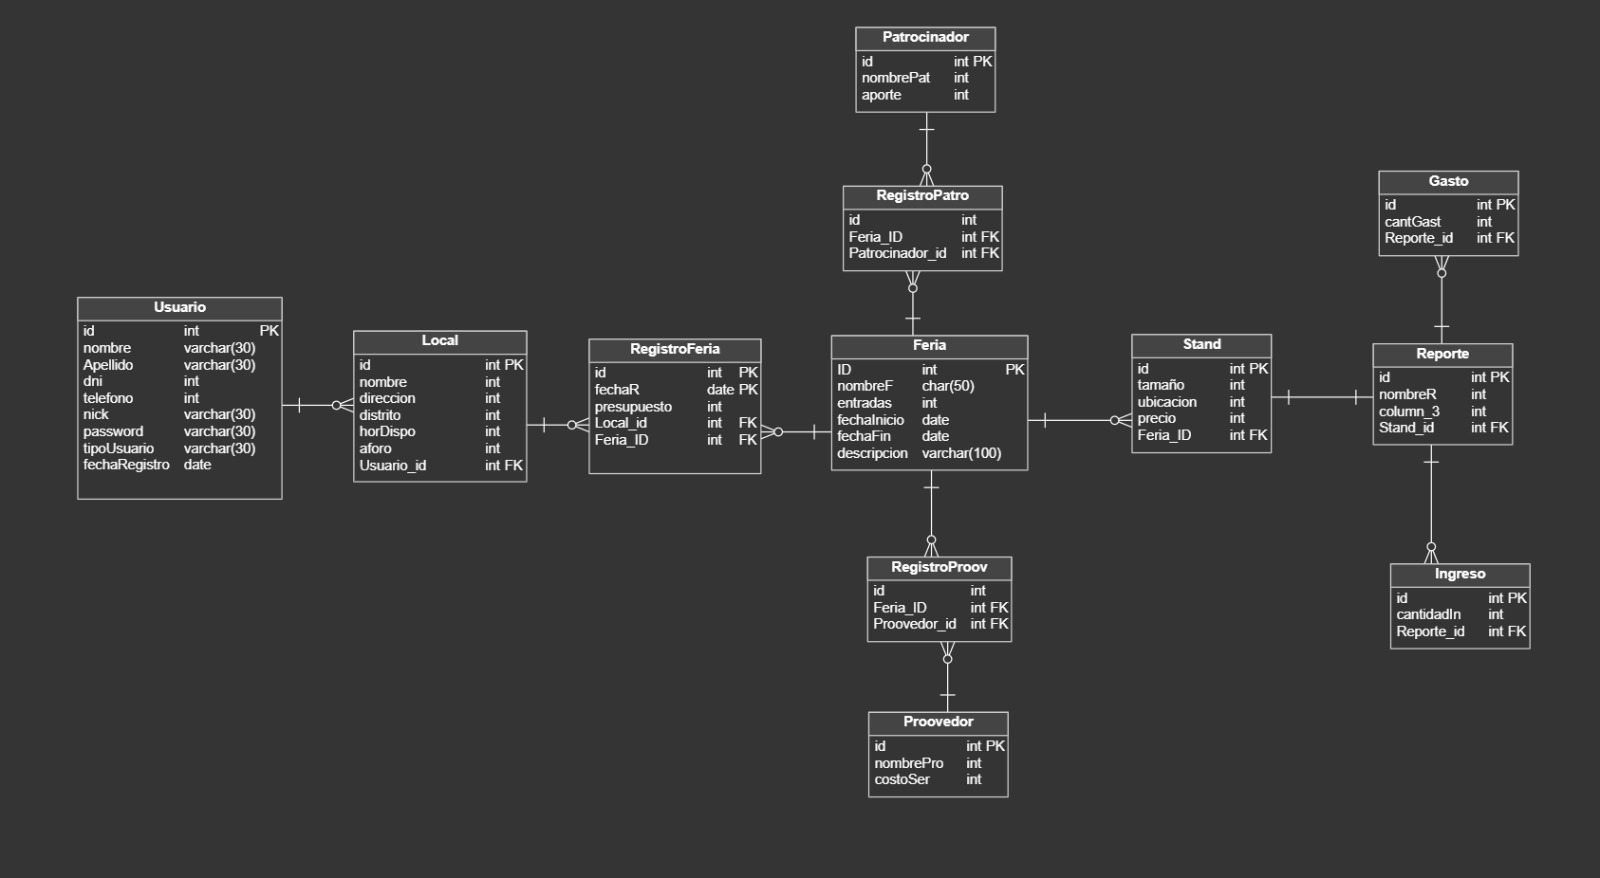 Patrocinador
id int PK
nombrePat int
aporte int
RegistroPatro
id int
Feria_ID int FK
Patrocinador_id int FK
Gasto
id int PK
cantGast int
Reporte_id int FK
Usuario
id int PK
nombre varchar(30)
Apellido varchar(30)
dni int
telefono int
nick varchar(30)
password varchar(30)
tipoUsuario varchar(30)
fechaRegistro date
Local
id int PK
nombre int
direccion int
distrito int
horDispo int
aforo int
Usuario_id int FK
RegistroFeria
id int PK
fechaR date PK
presupuesto int
Local_id int FK
Feria_ID int FK
Feria
ID int PK
nombreF char(50)
entradas int
fechaInicio date
fechaFin date
descripcion varchar(100)
Stand
id int PK
tamaño int
ubicacion int
precio int
Feria_ID int FK
Reporte
id int PK
nombreR int
column_3 int
Stand_id int FK
RegistroProov
id int
Feria_ID int FK
Proovedor_id int FK
Ingreso
id int PK
cantidadIn int
Reporte_id int FK
Proovedor
id int PK
nombrePro int
costoSer int